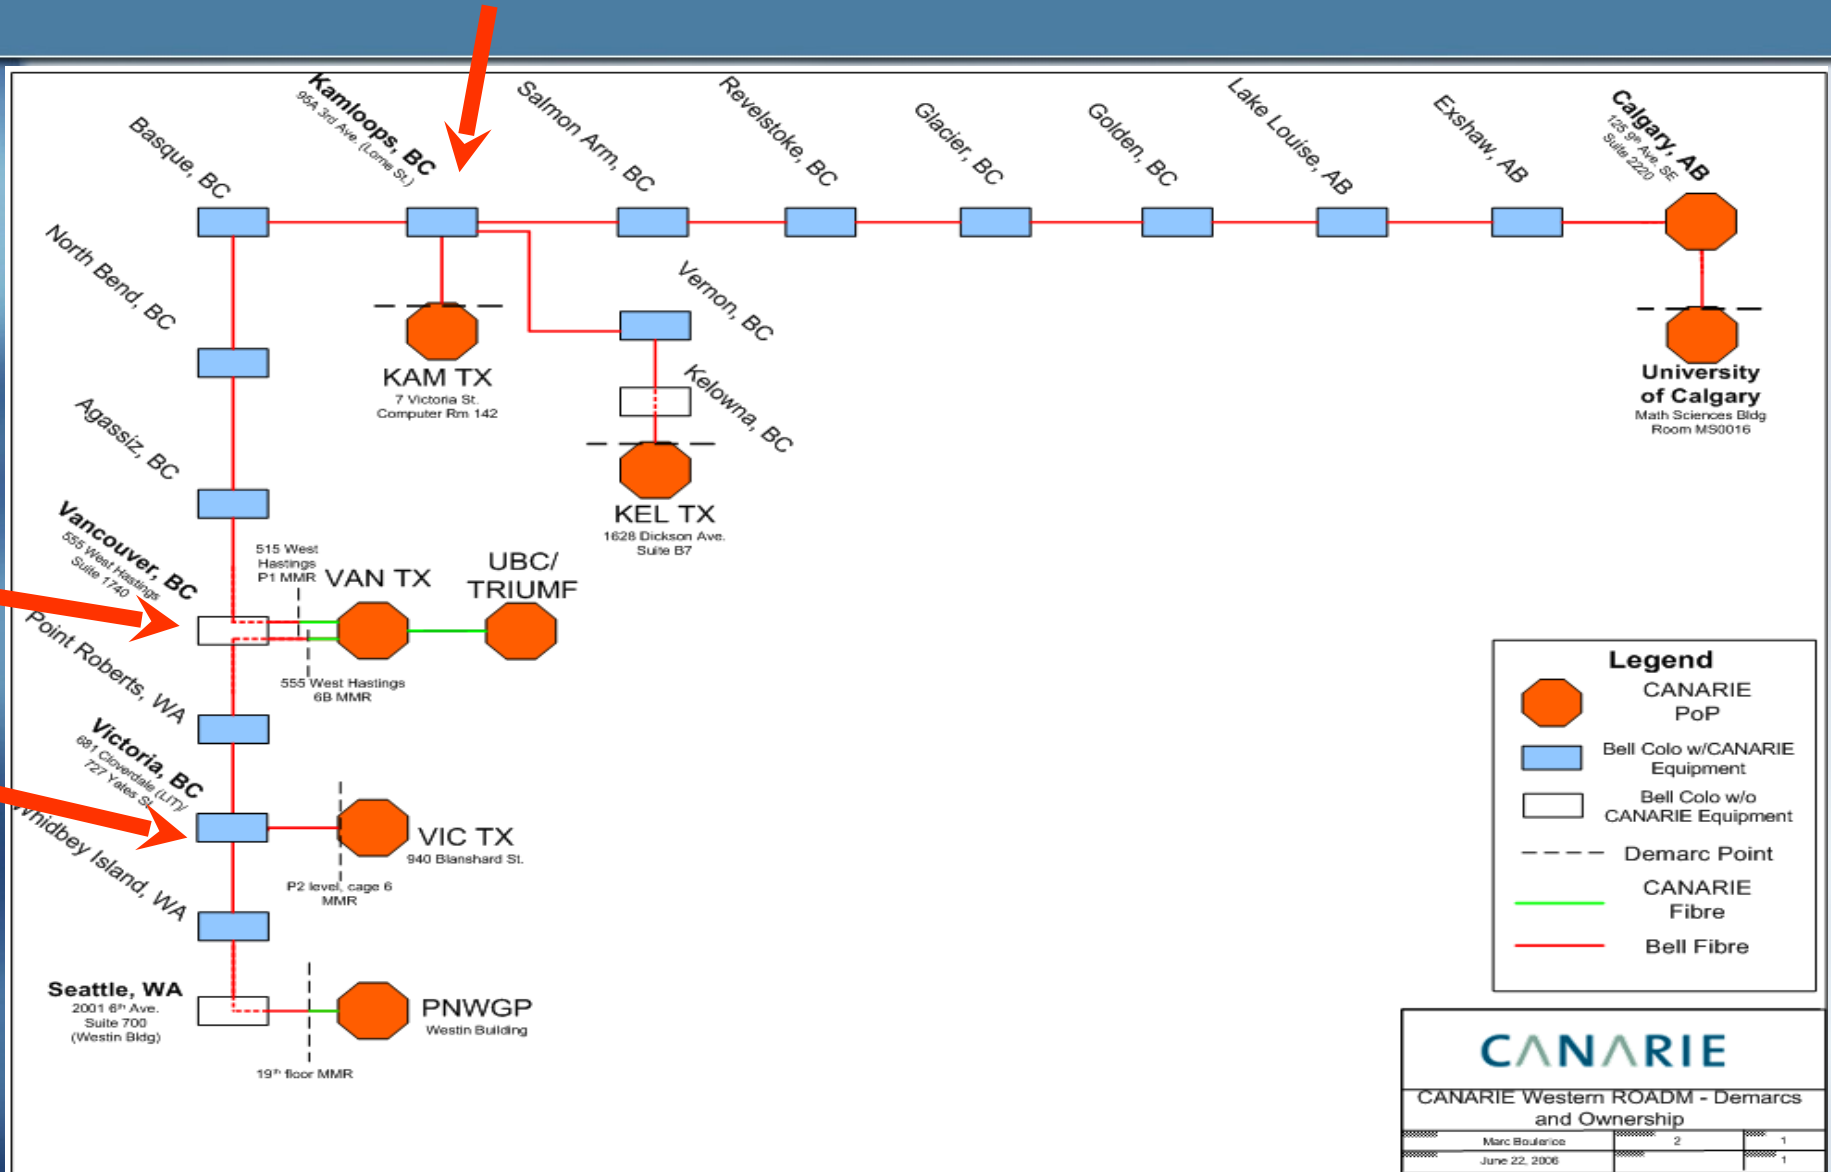 Basque, BC
Kamloops, BC
95A 3rd Ave. (Lorne St.)
Salmon Arm, BC
Revelstoke, BC
Glacier, BC
Golden, BC
Lake Louise, AB
Exshaw, AB
Calgary, AB
125 9th Ave. SE
Suite 2220
North Bend, BC
Vernon, BC
KAM TX
7 Victoria St.
Computer Rm 142
Kelowna, BC
University
of Calgary
Math Sciences Bldg
Room MS0016
Agassiz, BC
KEL TX
1628 Dickson Ave.
Suite B7
Vancouver, BC
555 West Hastings
Suite 1740
515 West
Hastings
P1 MMR
VAN TX
UBC/
TRIUMF
Point Roberts, WA
555 West Hastings
6B MMR
Victoria, BC
681 Cloverdale (LIT)/
727 Yates St.
VIC TX
940 Blanshard St.
P2 level, cage 6
MMR
Whidbey Island, WA
Seattle, WA
2001 6th Ave.
Suite 700
(Westin Bldg)
PNWGP
Westin Building
19th floor MMR
Legend
CANARIE
PoP
Bell Colo w/CANARIE
Equipment
Bell Colo w/o
CANARIE Equipment
Demarc Point
CANARIE
Fibre
Bell Fibre
CANARIE
CANARIE Western ROADM - Demarcs
and Ownership
Marc Boulerice
2
1
June 22, 2006
1